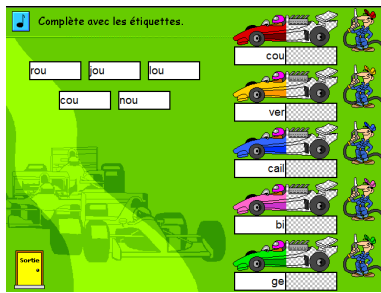 Complète avec les étiquettes.
rou jou lou
cou nou
cou
ver
cail
bi
ge
Sortie